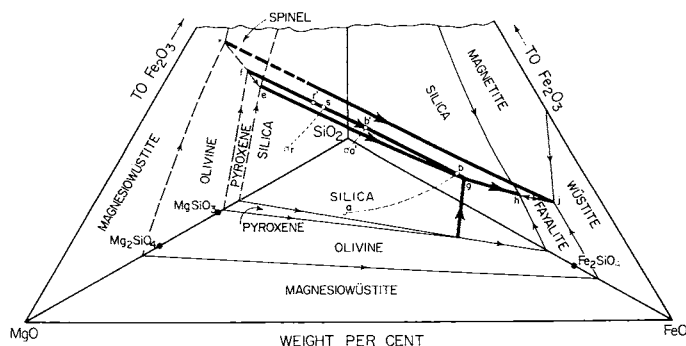 SPINEL
TO Fe2O3
TO Fe2O3
MAGNESIOWÜSTITE
OLIVINE
PYROXENE
SILICA
SiO2
SILICA
MAGNETITE
WÜSTITE
FAYALITE
f
e
r'
s
r
b'
a'
b
g
h
j
SILICA
a
MgSiO3
PYROXENE
OLIVINE
Mg2SiO4
Fe2SiO
MAGNESIOWÜSTITE
MgO
FeO
WEIGHT PER CENT